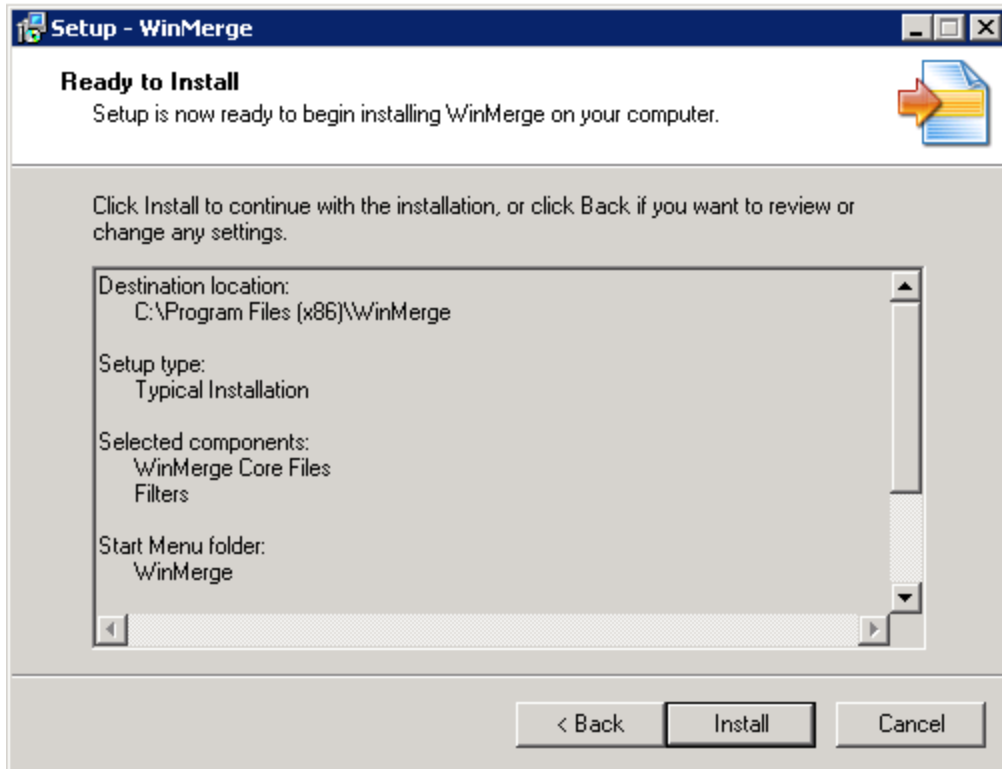 Setup - WinMerge
Ready to Install
Setup is now ready to begin installing WinMerge on your computer.
Click Install to continue with the installation, or click Back if you want to review or
change any settings.
Destination location:
C:\Program Files (x86)\WinMerge
Setup type:
Typical Installation
Selected components:
WinMerge Core Files
Filters
Start Menu folder:
WinMerge
< Back Install Cancel